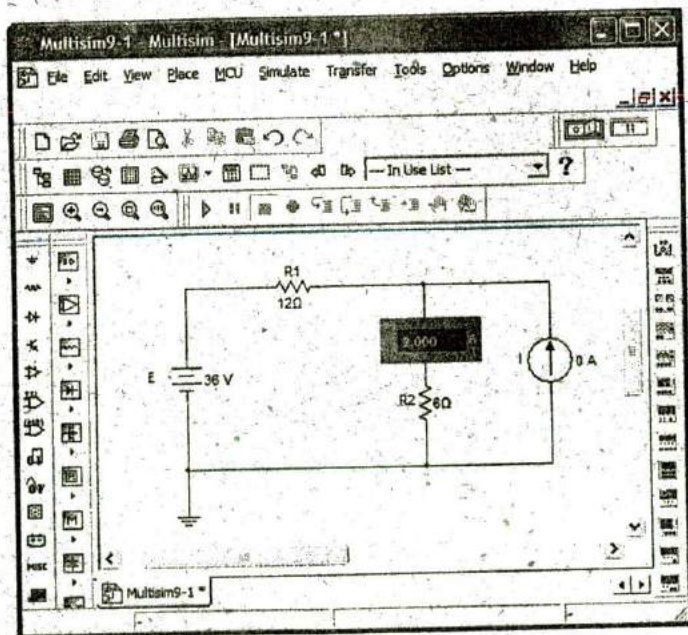 Multisim9-1 - Multisim - [Multisim9-1 *]
File Edit View Place MCU Simulate Transfer Tools Options Window Help
--- In Use List --- ?
R1
12Ω
2.000 A
E 36 V
I 0 A
R2 6Ω
MISC
Multisim9-1 *